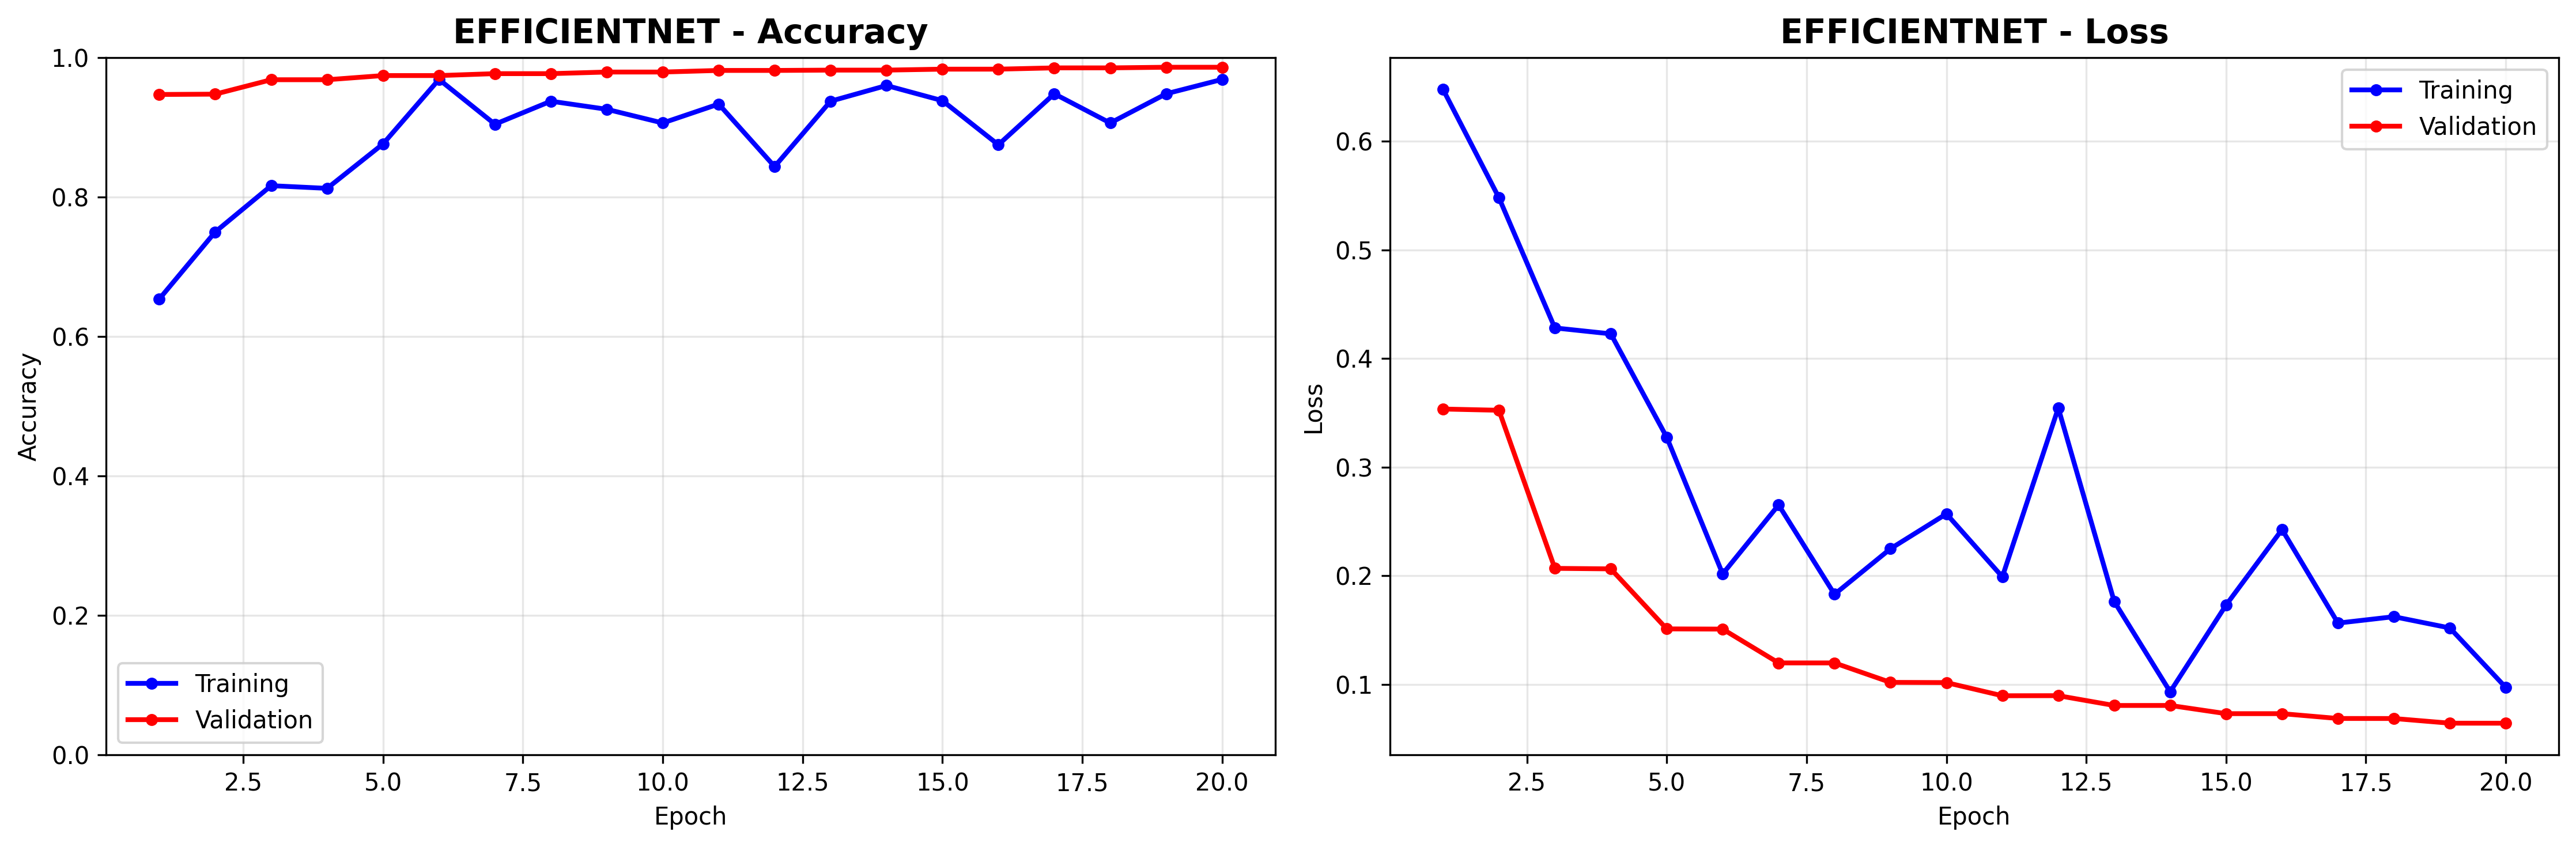 EFFICIENTNET - Accuracy
1.0
0.8
0.6
0.4
0.2
0.0
Accuracy
Training
Validation
2.5 5.0 7.5 10.0 12.5 15.0 17.5 20.0
Epoch
EFFICIENTNET - Loss
0.6
0.5
0.4
0.3
0.2
0.1
Loss
Training
Validation
2.5 5.0 7.5 10.0 12.5 15.0 17.5 20.0
Epoch